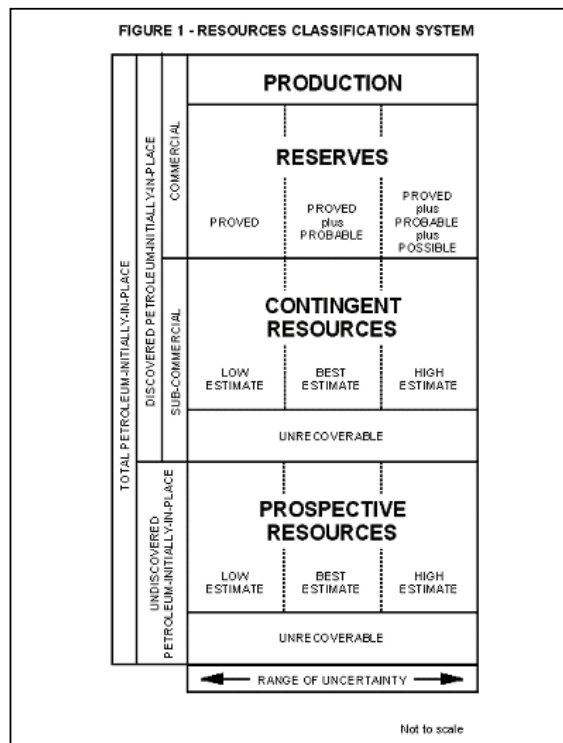 FIGURE 1 - RESOURCES CLASSIFICATION SYSTEM
TOTAL PETROLEUM-INITIALLY-IN-PLACE
DISCOVERED PETROLEUM-INITIALLY-IN-PLACE
COMMERCIAL
PRODUCTION
RESERVES
PROVED
PROVED
plus
PROBABLE
PROVED
plus
PROBABLE
plus
POSSIBLE
SUB-COMMERCIAL
CONTINGENT
RESOURCES
LOW
ESTIMATE
BEST
ESTIMATE
HIGH
ESTIMATE
UNRECOVERABLE
UNDISCOVERED
PETROLEUM-INITIALLY-IN-PLACE
PROSPECTIVE
RESOURCES
LOW
ESTIMATE
BEST
ESTIMATE
HIGH
ESTIMATE
UNRECOVERABLE
RANGE OF UNCERTAINTY
Not to scale